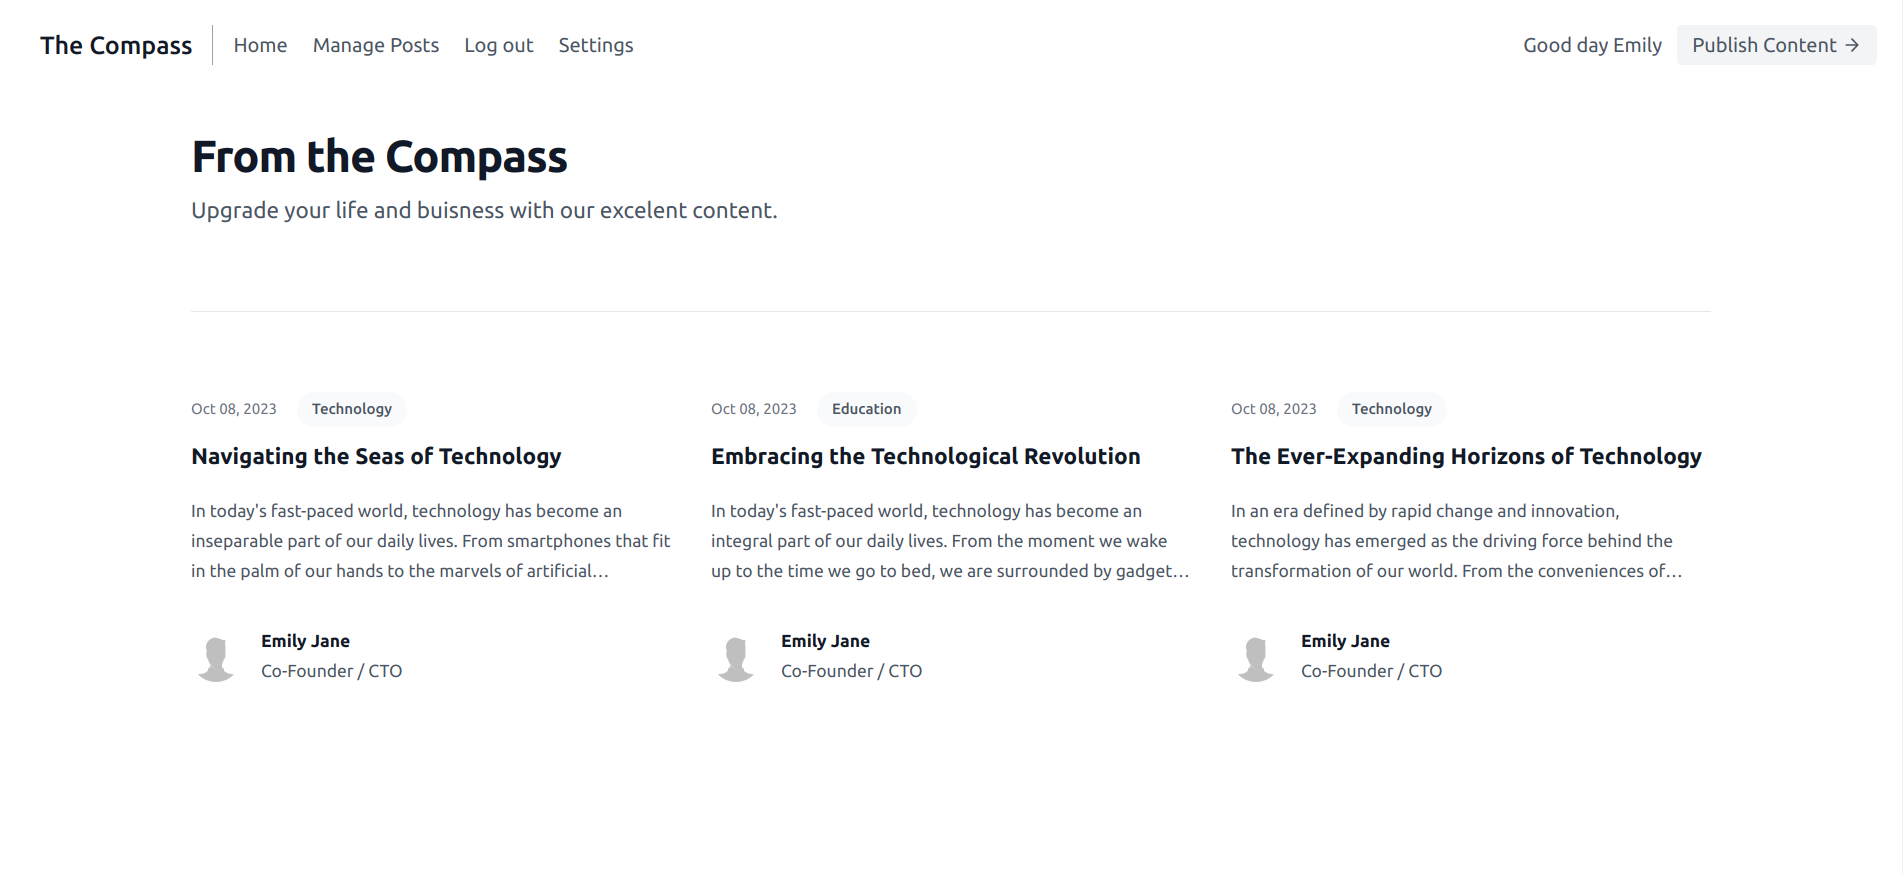 The Compass
Home
Manage Posts
Log out
Settings
Good day Emily
Publish Content →
From the Compass
Upgrade your life and buisness with our excelent content.
Oct 08, 2023
Technology
Navigating the Seas of Technology
In today's fast-paced world, technology has become an
inseparable part of our daily lives. From smartphones that fit
in the palm of our hands to the marvels of artificial…
Emily Jane
Co-Founder / CTO
Oct 08, 2023
Education
Embracing the Technological Revolution
In today's fast-paced world, technology has become an
integral part of our daily lives. From the moment we wake
up to the time we go to bed, we are surrounded by gadget…
Emily Jane
Co-Founder / CTO
Oct 08, 2023
Technology
The Ever-Expanding Horizons of Technology
In an era defined by rapid change and innovation,
technology has emerged as the driving force behind the
transformation of our world. From the conveniences of…
Emily Jane
Co-Founder / CTO